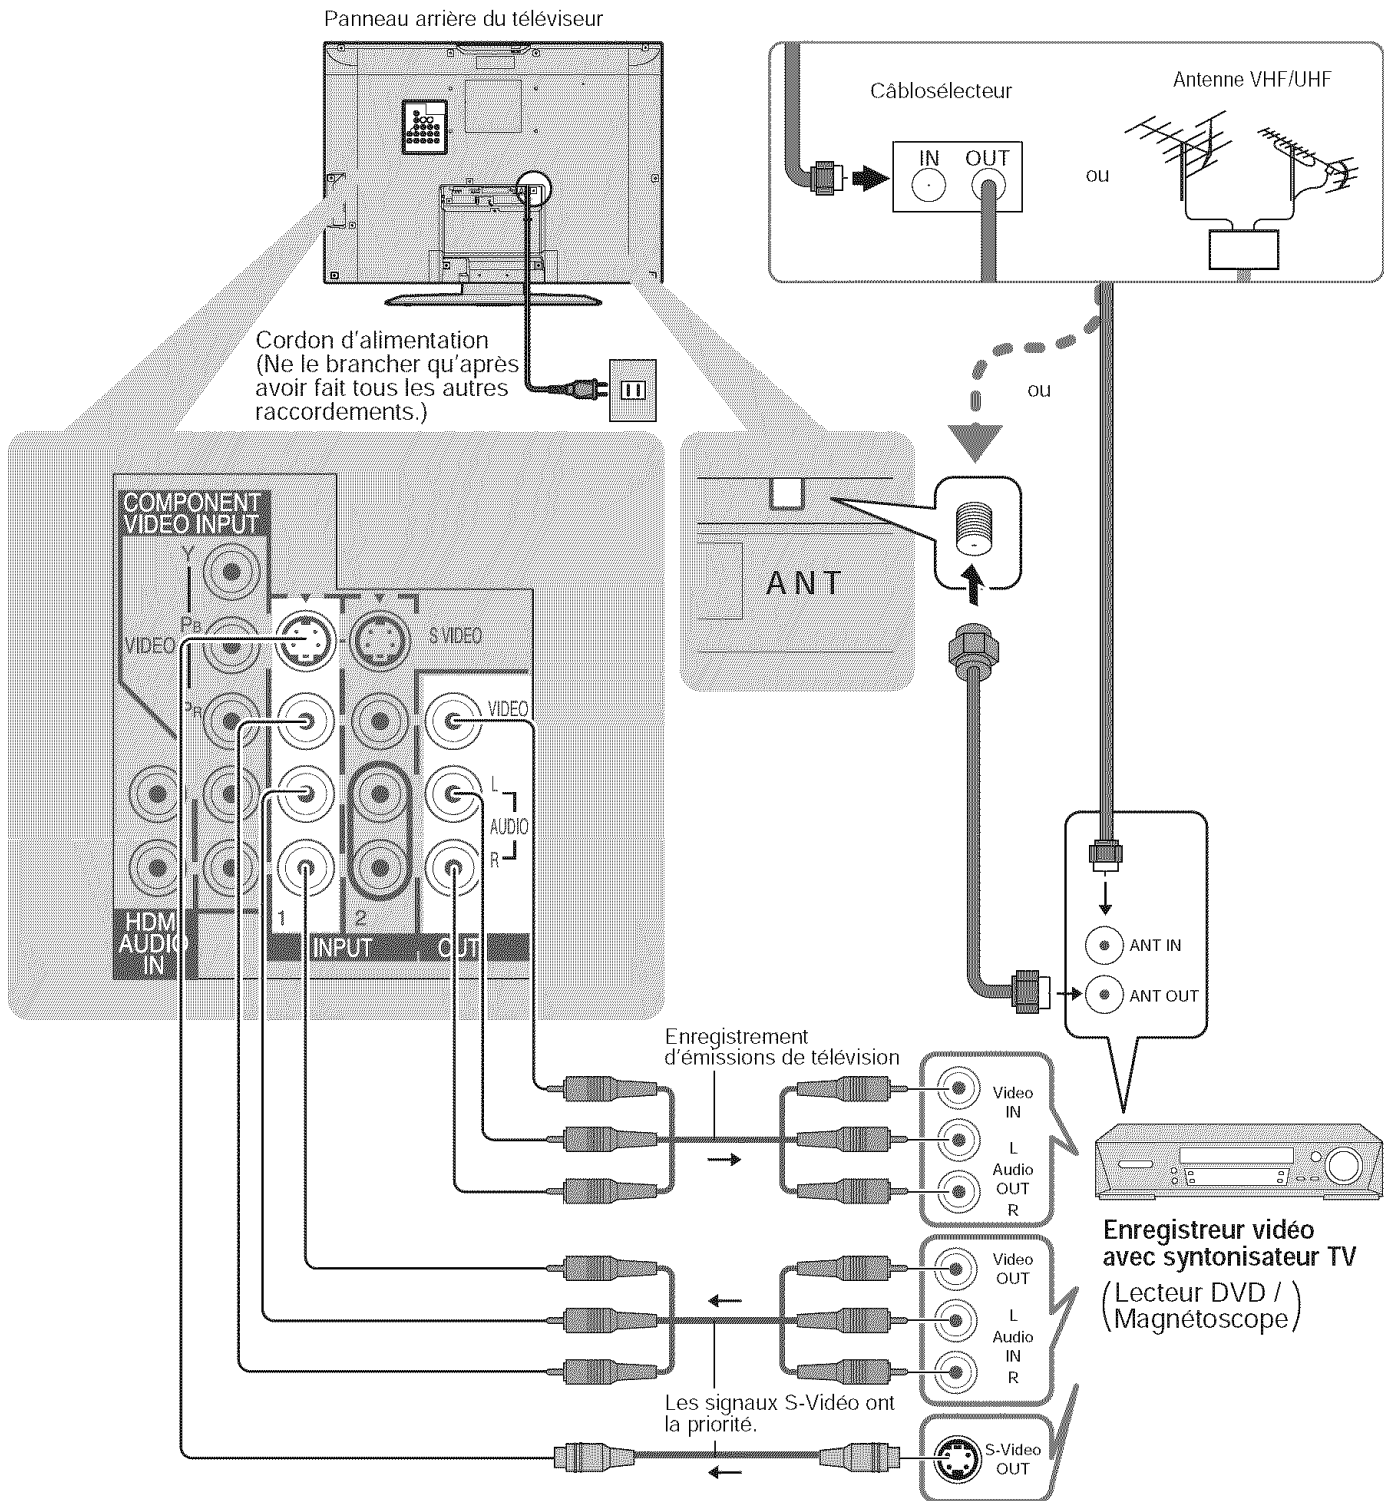 Panneau arrière du téléviseur
Câblosélecteur
Antenne VHF/UHF
IN OUT
ou
Cordon d'alimentation
(Ne le brancher qu'après
avoir fait tous les autres
raccordements.)
ou
COMPONENT
VIDEO INPUT
Y
PB
VIDEO
PR
S VIDEO
VIDEO
L
AUDIO
R
1
2
HDMI
AUDIO
IN
INPUT
OUT
ANT
ANT IN
ANT OUT
Enregistrement
d'émissions de télévision
Video
IN
L
Audio
OUT
R
Enregistreur vidéo
avec syntonisateur TV
(Lecteur DVD /
Magnétoscope)
Video
OUT
L
Audio
IN
R
Les signaux S-Vidéo ont
la priorité.
S-Video
OUT